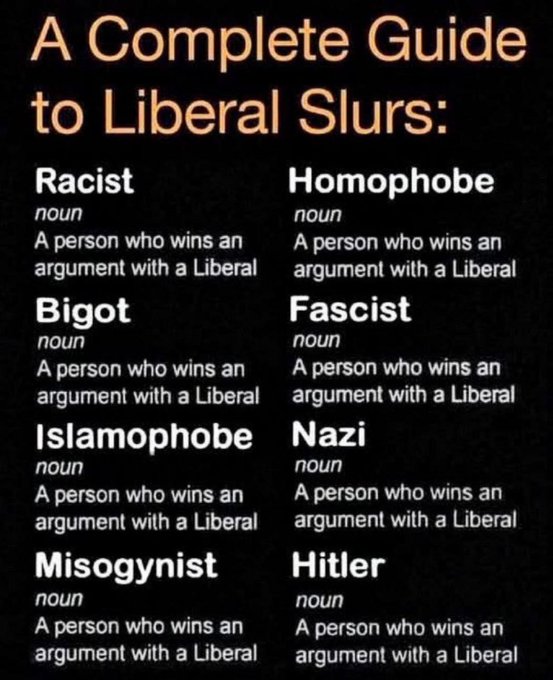 A Complete Guide
to Liberal Slurs:
Racist
noun
A person who wins an
argument with a Liberal
Homophobe
noun
A person who wins an
argument with a Liberal
Bigot
noun
A person who wins an
argument with a Liberal
Fascist
noun
A person who wins an
argument with a Liberal
Islamophobe
noun
A person who wins an
argument with a Liberal
Nazi
noun
A person who wins an
argument with a Liberal
Misogynist
noun
A person who wins an
argument with a Liberal
Hitler
noun
A person who wins an
argument with a Liberal